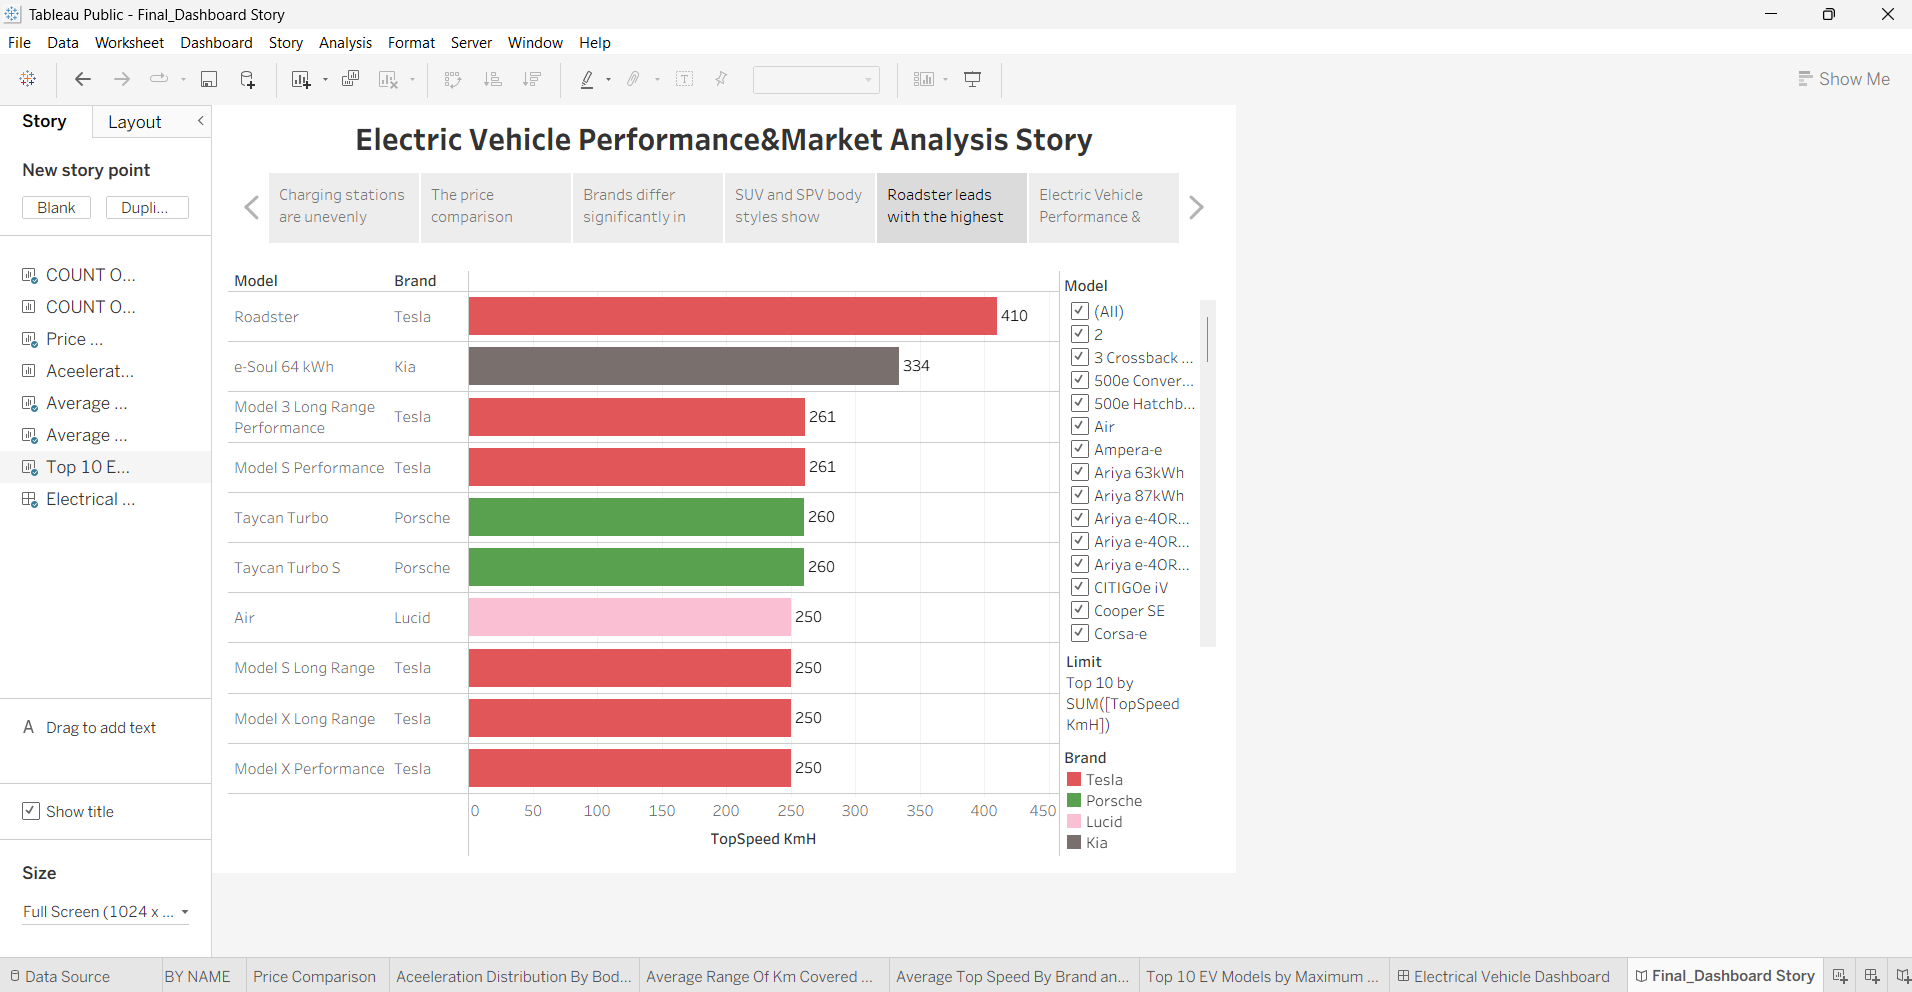 Tableau Public - Final_Dashboard Story
File Data Worksheet Dashboard Story Analysis Format Server Window Help
Show Me
Story Layout
New story point
Blank Dupli...
COUNT O...
COUNT O...
Price ...
Aceelerat...
Average ...
Average ...
Top 10 E...
Electrical ...
A Drag to add text
Show title
Size
Full Screen (1024 x ...
Electric Vehicle Performance&Market Analysis Story
Charging stations
are unevenly
The price
comparison
Brands differ
significantly in
SUV and SPV body
styles show
Roadster leads
with the highest
Electric Vehicle
Performance &
Model Brand
Roadster Tesla 410
e-Soul 64 kWh Kia 334
Model 3 Long Range
Performance Tesla 261
Model S Performance Tesla 261
Taycan Turbo Porsche 260
Taycan Turbo S Porsche 260
Air Lucid 250
Model S Long Range Tesla 250
Model X Long Range Tesla 250
Model X Performance Tesla 250
0 50 100 150 200 250 300 350 400 450
TopSpeed KmH
Model
(All)
2
3 Crossback ...
500e Conver...
500e Hatchb...
Air
Ampera-e
Ariya 63kWh
Ariya 87kWh
Ariya e-4OR...
Ariya e-4OR...
Ariya e-4OR...
CITIGOe iV
Cooper SE
Corsa-e
Limit
Top 10 by
SUM([TopSpeed
KmH])
Brand
Tesla
Porsche
Lucid
Kia
Data Source BY NAME Price Comparison Aceeleration Distribution By Bod... Average Range Of Km Covered ... Average Top Speed By Brand an... Top 10 EV Models by Maximum ... Electrical Vehicle Dashboard Final_Dashboard Story